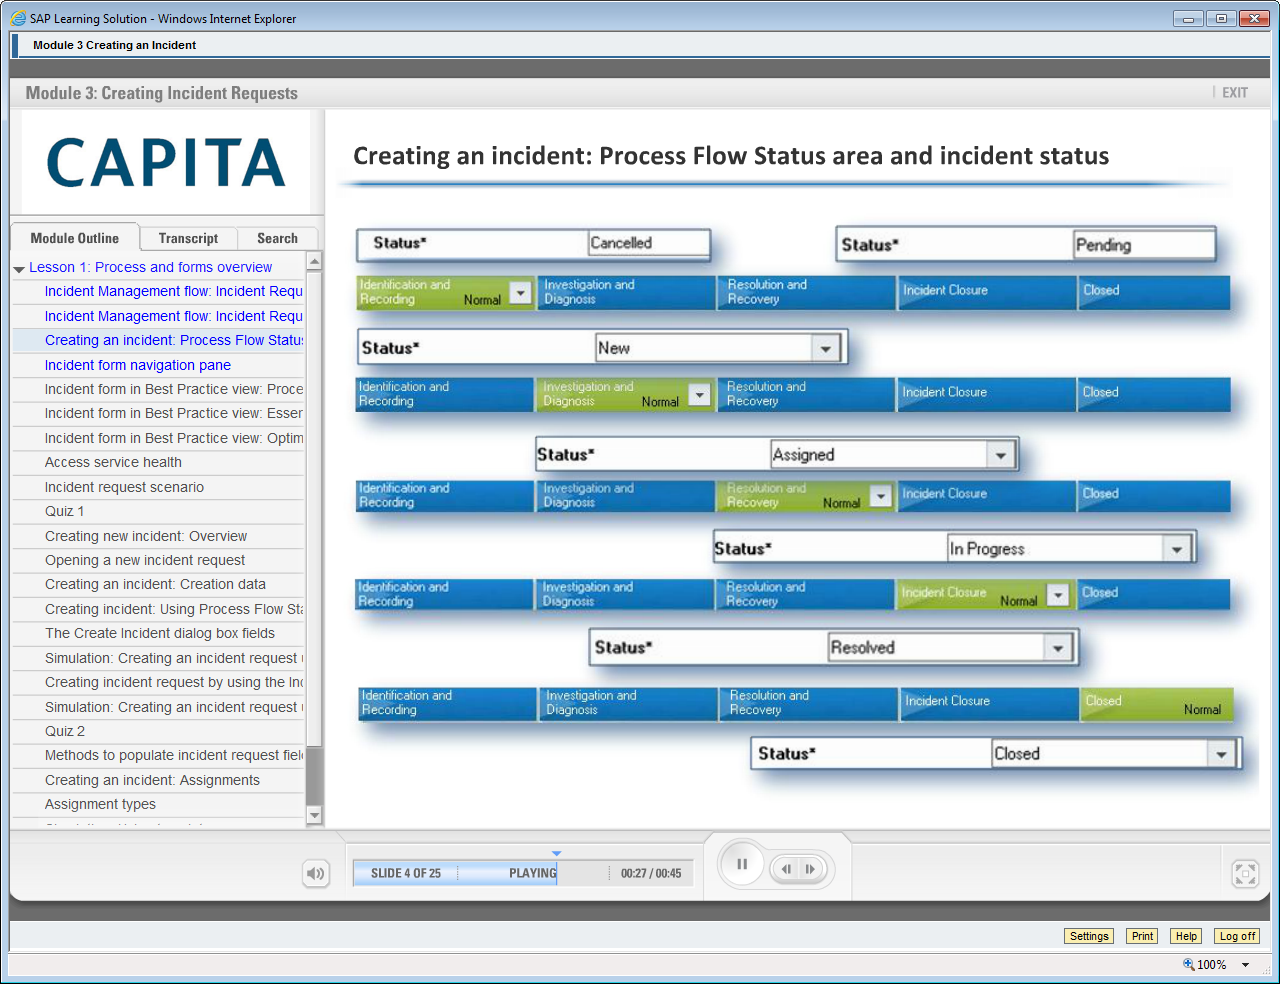 SAP Learning Solution - Windows Internet Explorer
Module 3 Creating an Incident
Module 3: Creating Incident Requests
EXIT
CAPITA
Module Outline
Transcript
Search
Lesson 1: Process and forms overview
Incident Management flow: Incident Requ
Incident Management flow: Incident Requ
Creating an incident: Process Flow Statu
Incident form navigation pane
Incident form in Best Practice view: Proce
Incident form in Best Practice view: Esser
Incident form in Best Practice view: Optim
Access service health
Incident request scenario
Quiz 1
Creating new incident: Overview
Opening a new incident request
Creating an incident: Creation data
Creating incident: Using Process Flow Sta
The Create Incident dialog box fields
Simulation: Creating an incident request
Creating incident request by using the Inc
Simulation: Creating an incident request
Quiz 2
Methods to populate incident request fiel
Creating an incident: Assignments
Assignment types
Creating an incident: Process Flow Status area and incident status
Status* Cancelled
Status* Pending
Identification and
Recording Normal
Investigation and
Diagnosis
Resolution and
Recovery
Incident Closure
Closed
Status* New
Identification and
Recording
Investigation and
Diagnosis Normal
Resolution and
Recovery
Incident Closure
Closed
Status* Assigned
Identification and
Recording
Investigation and
Diagnosis
Resolution and
Recovery Normal
Incident Closure
Closed
Status* In Progress
Identification and
Recording
Investigation and
Diagnosis
Resolution and
Recovery
Incident Closure
Normal
Closed
Status* Resolved
Identification and
Recording
Investigation and
Diagnosis
Resolution and
Recovery
Incident Closure
Closed
Normal
Status* Closed
SLIDE 4 OF 25
PLAYING
00:27 / 00:45
Settings
Print
Help
Log off
100%